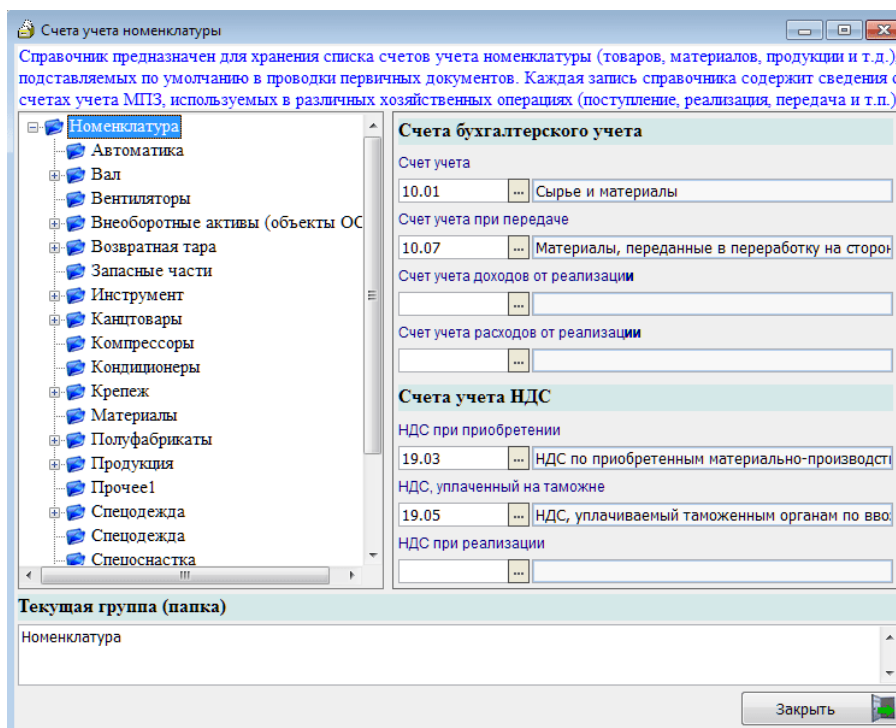 Счета учета номенклатуры
Справочник предназначен для хранения списка счетов учета номенклатуры (товаров, материалов, продукции и т.д.)
подставляемых по умолчанию в проводки первичных документов. Каждая запись справочника содержит сведения о
счетах учета МПЗ, используемых в различных хозяйственных операциях (поступление, реализация, передача и т.п.)
Номенклатура
Автоматика
Вал
Вентиляторы
Внеоборотные активы (объекты ОС
Возвратная тара
Запасные части
Инструмент
Канцтовары
Компрессоры
Кондиционеры
Крепеж
Материалы
Полуфабрикаты
Продукция
Прочее1
Спецодежда
Спецодежда
Спецоснастка
Счета бухгалтерского учета
Счет учета
10.01 ... Сырье и материалы
Счет учета при передаче
10.07 ... Материалы, переданные в переработку на сторон
Счет учета доходов от реализации
...
Счет учета расходов от реализации
...
Счета учета НДС
НДС при приобретении
19.03 ... НДС по приобретенным материально-производст
НДС, уплаченный на таможне
19.05 ... НДС, уплачиваемый таможенным органам по ввоз
НДС при реализации
...
Текущая группа (папка)
Номенклатура
Закрыть